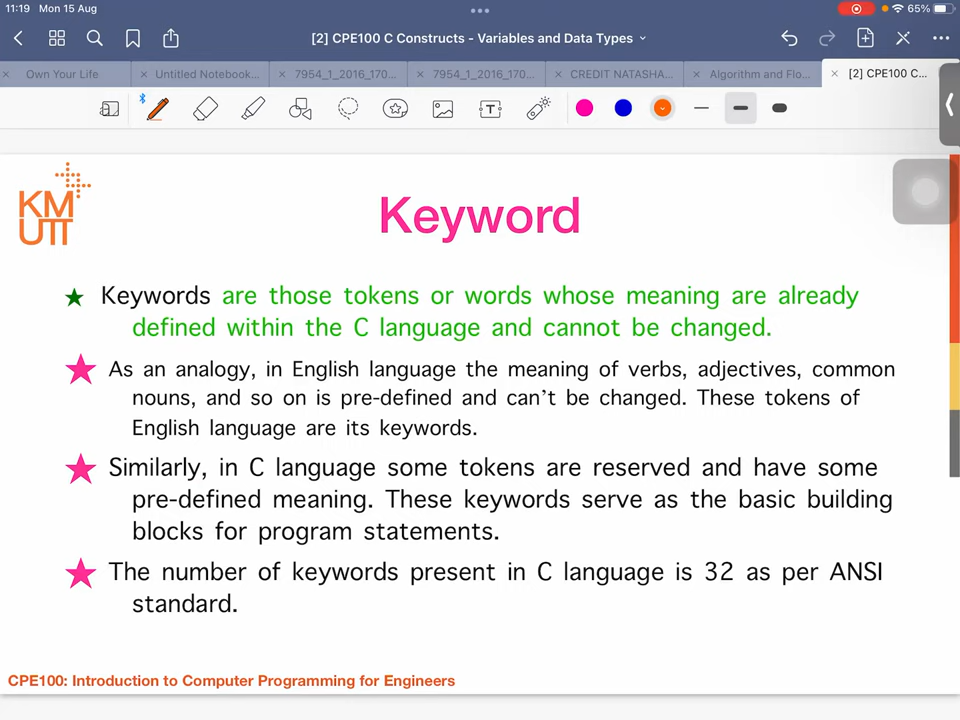 11:19 Mon 15 Aug
65%
[2] CPE100 C Constructs - Variables and Data Types
Own Your Life
Untitled Notebook...
7954_1_2016_170...
7954_1_2016_170...
CREDIT NATASHA...
Algorithm and Flo...
[2] CPE100 C...
T
KM
UTT
Keyword
Keywords are those tokens or words whose meaning are already
defined within the C language and cannot be changed.
As an analogy, in English language the meaning of verbs, adjectives, common
nouns, and so on is pre-defined and can't be changed. These tokens of
English language are its keywords.
Similarly, in C language some tokens are reserved and have some
pre-defined meaning. These keywords serve as the basic building
blocks for program statements.
The number of keywords present in C language is 32 as per ANSI
standard.
CPE100: Introduction to Computer Programming for Engineers